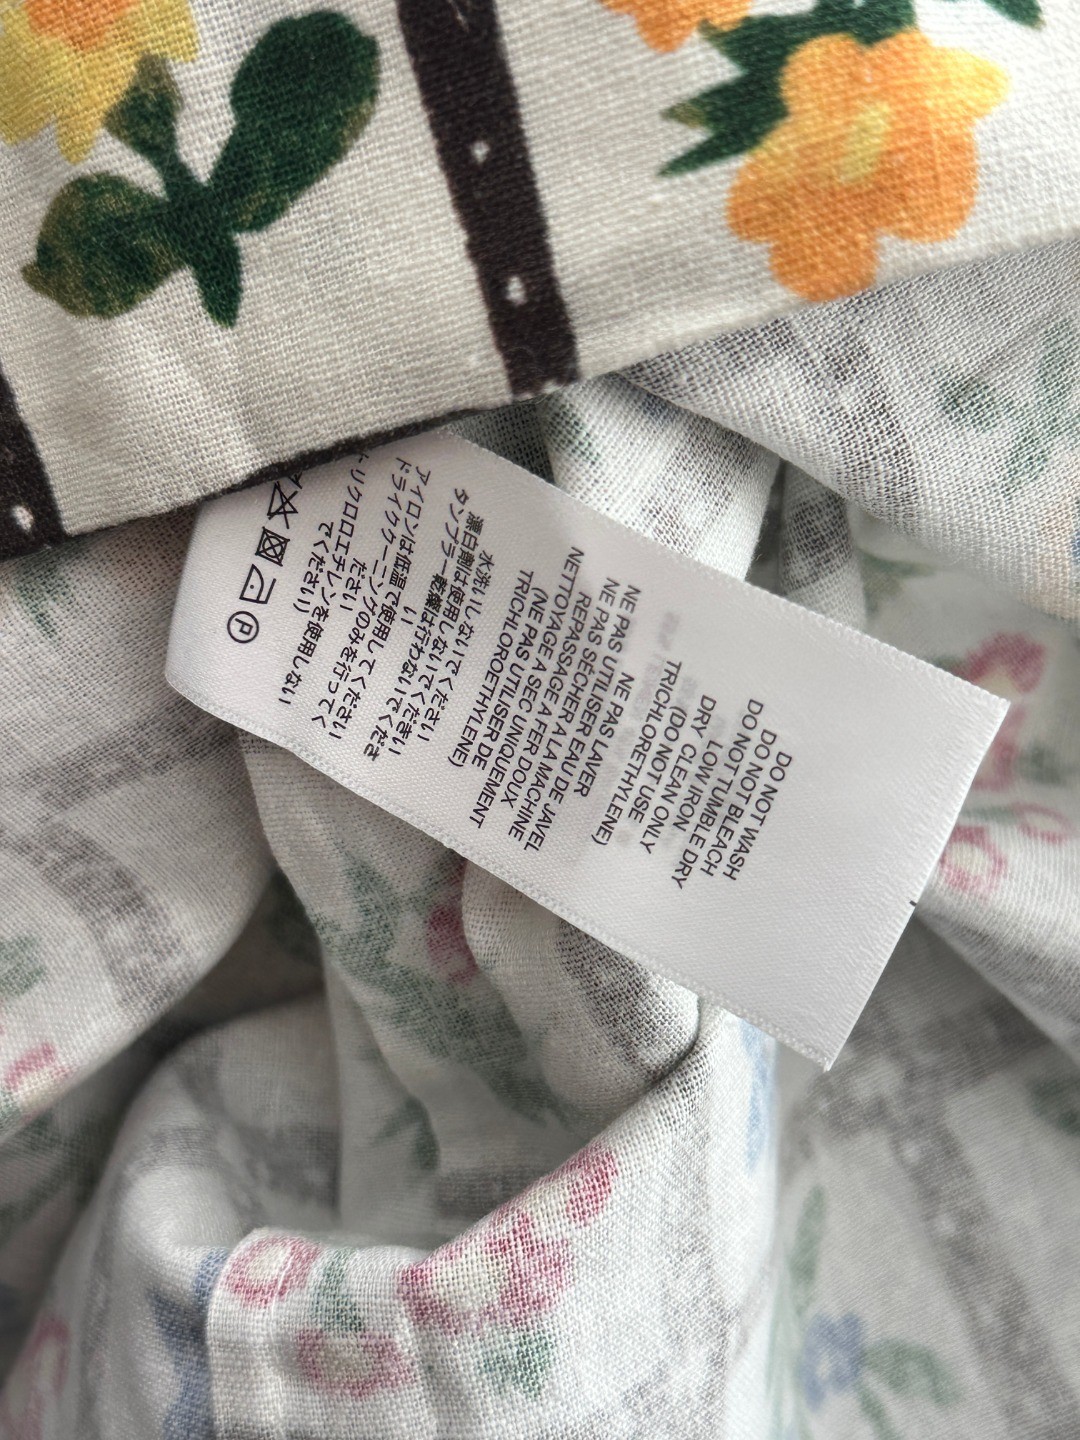 DO NOT WASH
DO NOT BLEACH
DO NOT TUMBLE DRY
LOW IRON
DRY CLEAN ONLY
(DO NOT USE
TRICHLORETHYLENE)
NE PAS LAVER
NE PAS UTILISER EAU DE JAVEL
NE PAS SÉCHER A LA MACHINE
REPASSAGE A FER DOUX
NETTOYAGE A SEC UNIQUEMENT
(NE PAS UTILISER DE
TRICHLOROETHYLENE)
水洗いしないでください
漂白剤は使用しないでください
タンブラー乾燥は行わないでくださ
い
アイロンは低温で使用してください
ドライクケーニングのみを行ってく
ださい
トリクロロエチレンを使用しない
でください)
P